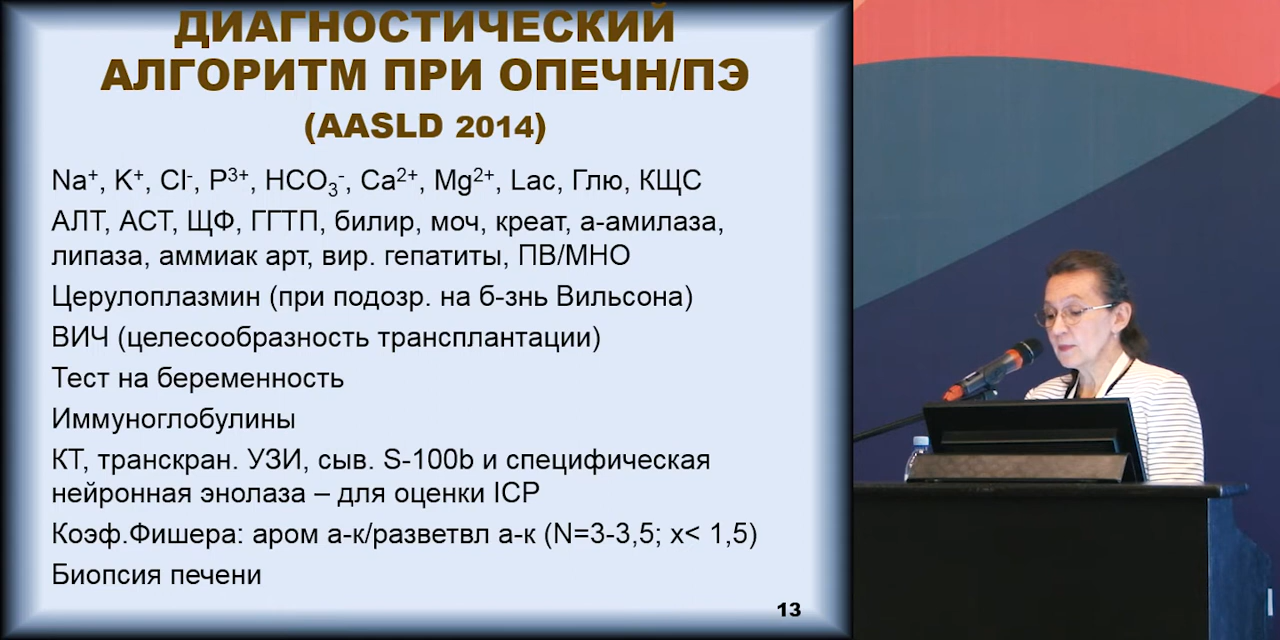 ДИАГНОСТИЧЕСКИЙ
АЛГОРИТМ ПРИ ОПЕЧН/ПЭ
(AASLD 2014)
Na⁺, K⁺, Cl⁻, P³⁺, HCO₃⁻, Ca²⁺, Mg²⁺, Lac, Глю, КЩС
АЛТ, АСТ, ЩФ, ГГТП, билир, моч, креат, а-амилаза,
липаза, аммиак арт, вир. гепатиты, ПВ/МНО
Церулоплазмин (при подозр. на б-знь Вильсона)
ВИЧ (целесообразность трансплантации)
Тест на беременность
Иммуноглобулины
КТ, транскран. УЗИ, сыв. S-100b и специфическая
нейронная энолаза – для оценки ICP
Коэф.Фишера: аром а-к/разветвл а-к (N=3-3,5; х< 1,5)
Биопсия печени
13